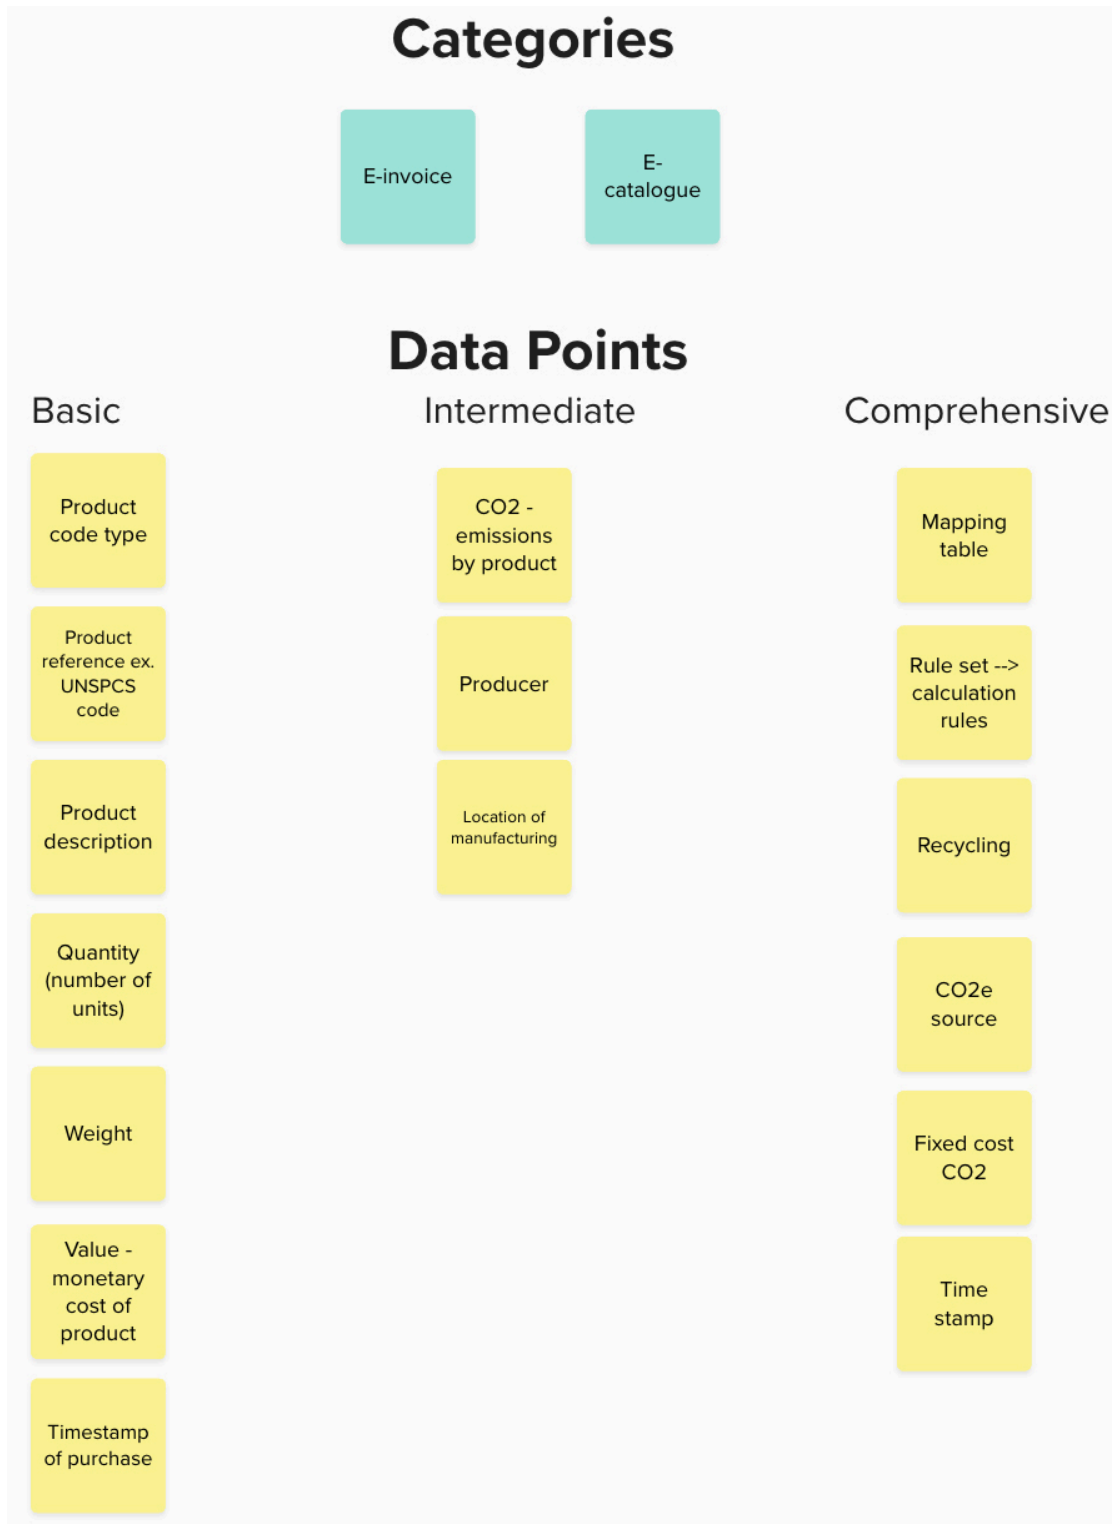 Categories
E-invoice
E-
catalogue
Data Points
Basic
Product
code type
Product
reference ex.
UNSPCS
code
Product
description
Quantity
(number of
units)
Weight
Value -
monetary
cost of
product
Timestamp
of purchase
Intermediate
CO2 -
emissions
by product
Producer
Location of
manufacturing
Comprehensive
Mapping
table
Rule set -->
calculation
rules
Recycling
CO2e
source
Fixed cost
CO2
Time
stamp